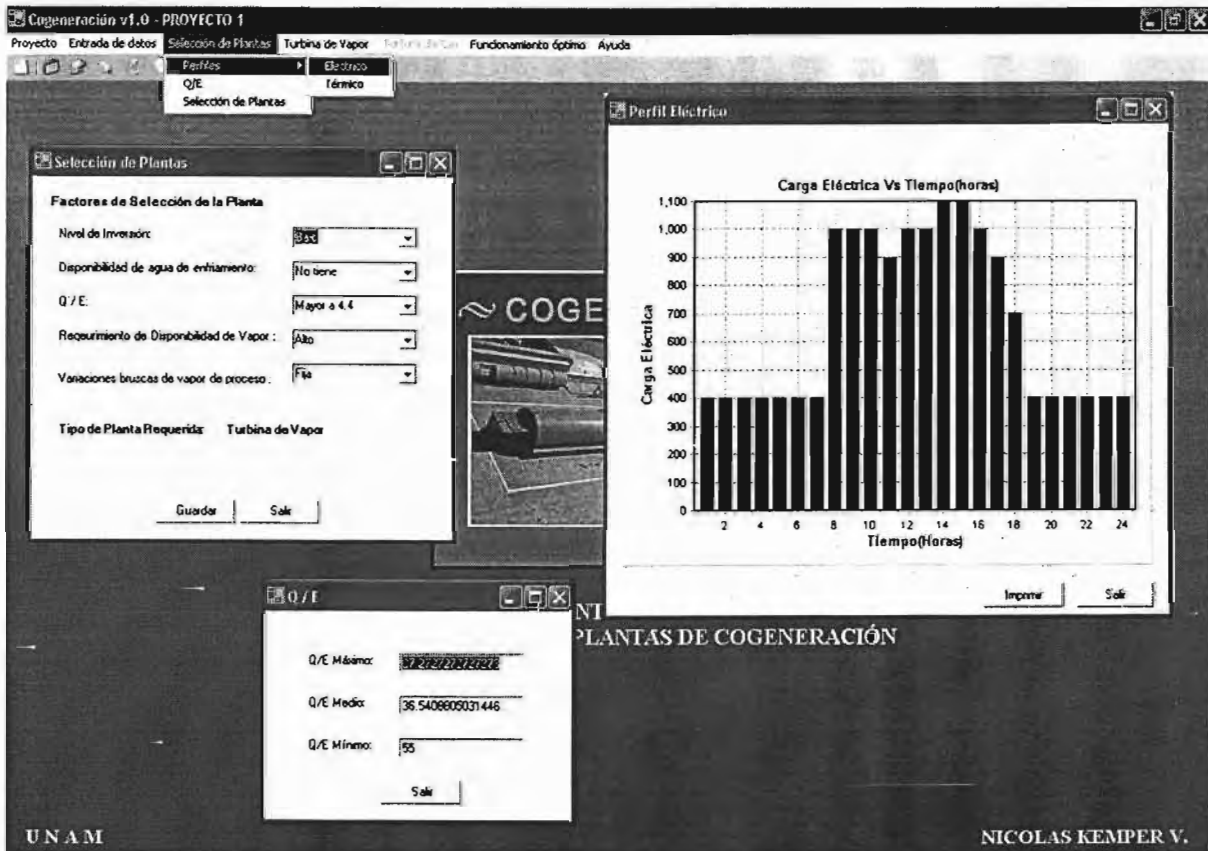 Cogeneración v1.0 - PROYECTO 1
Proyecto Entrada de datos Selección de Plantas Turbina de Vapor Funcionamiento óptimo Ayuda
Perfiles Eléctrico
Q/E Térmico
Selección de Plantas
Selección de Plantas
Factores de Selección de la Planta
Nivel de Inversión:
Disponibilidad de agua de enfriamiento: No tiene
Q / E: Mayor a 4.4
Requerimiento de Disponibilidad de Vapor : Alto
Variaciones bruscas de vapor de proceso : Fija
Tipo de Planta Requerida: Turbina de Vapor
Guardar Salir
Perfil Eléctrico
Carga Eléctrica Vs Tiempo(horas)
1,100
1,000
900
800
700
600
500
400
300
200
100
0
Carga Eléctrica
2 4 6 8 10 12 14 16 18 20 22 24
Tiempo(Horas)
Imprimir Salir
COGE
NT
PLANTAS DE COGENERACIÓN
Q / E
Q/E Máximo:
Q/E Medio: 36.5408805031446
Q/E Mínimo: 55
Salir
U N A M
NICOLAS KEMPER V.